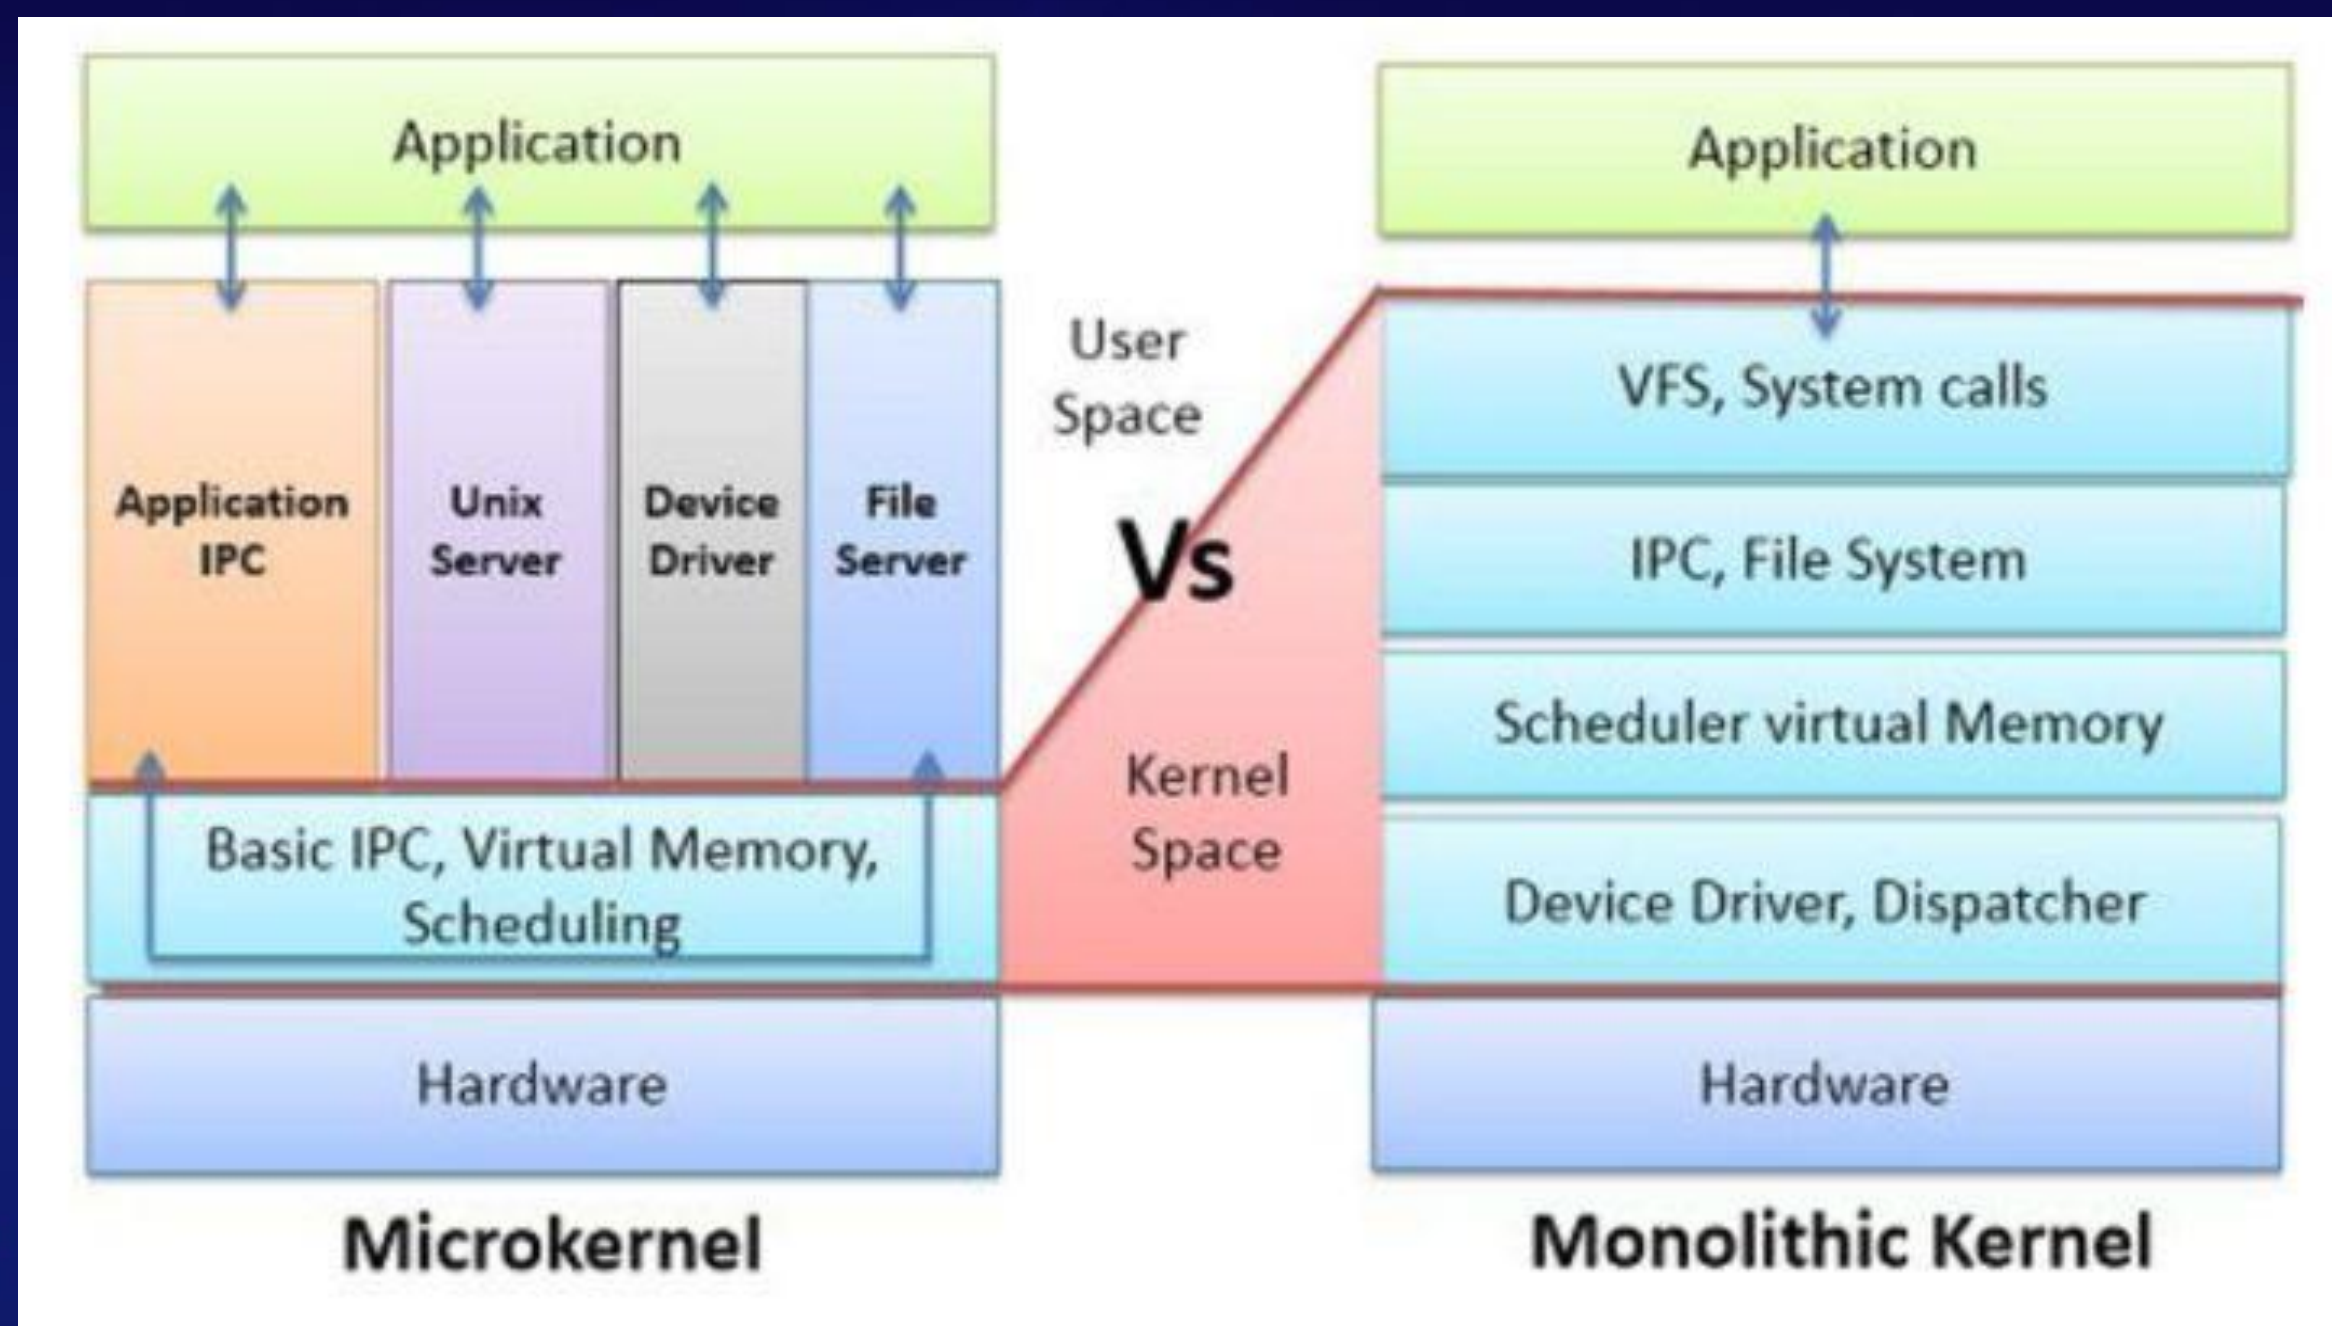 Application
Application
IPC
Unix
Server
Device
Driver
File
Server
Basic IPC, Virtual Memory,
Scheduling
Hardware
Microkernel
User
Space
Vs
Kernel
Space
Application
VFS, System calls
IPC, File System
Scheduler virtual Memory
Device Driver, Dispatcher
Hardware
Monolithic Kernel